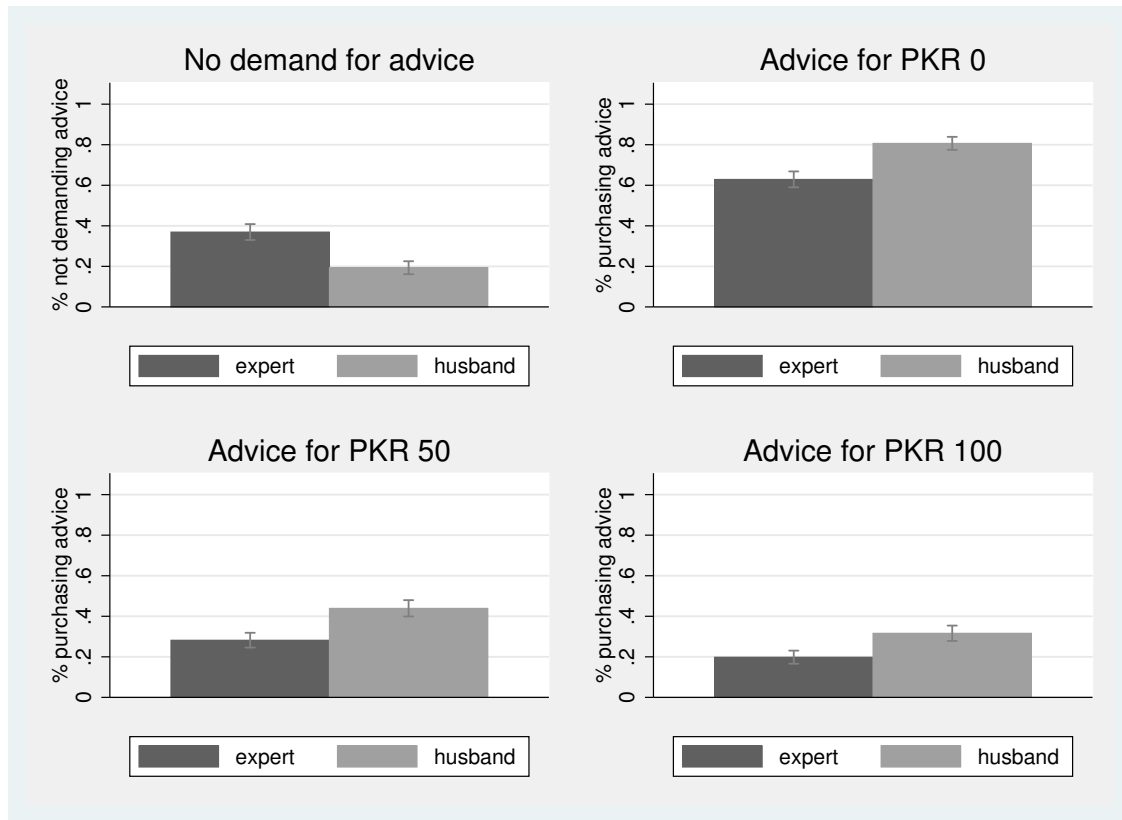 No demand for advice
% not demanding advice
1
.8
.6
.4
.2
0
expert husband
Advice for PKR 0
% purchasing advice
1
.8
.6
.4
.2
0
expert husband
Advice for PKR 50
% purchasing advice
1
.8
.6
.4
.2
0
expert husband
Advice for PKR 100
% purchasing advice
1
.8
.6
.4
.2
0
expert husband